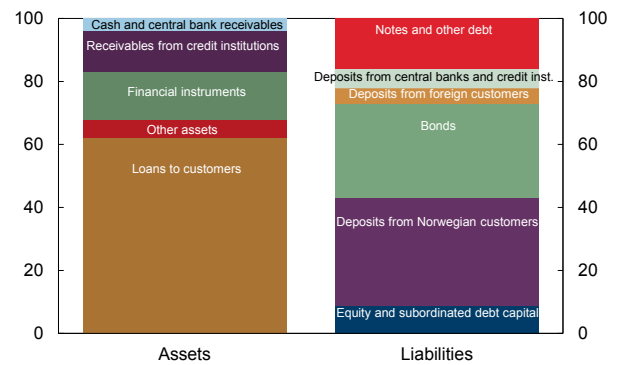 100
80
60
40
20
0
Cash and central bank receivables
Receivables from credit institutions
Financial instruments
Other assets
Loans to customers
Assets
Notes and other debt
Deposits from central banks and credit inst.
Deposits from foreign customers
Bonds
Deposits from Norwegian customers
Equity and subordinated debt capital
Liabilities
100
80
60
40
20
0